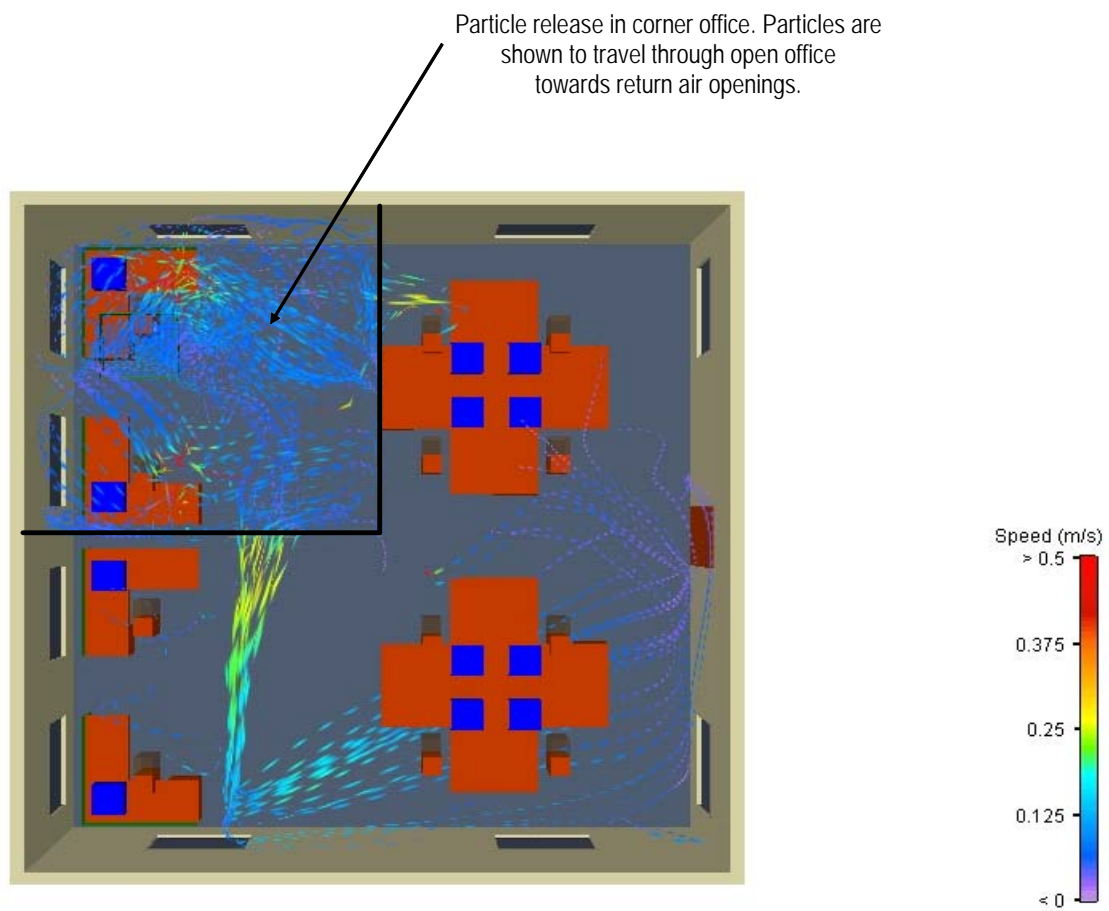 Particle release in corner office. Particles are
shown to travel through open office
towards return air openings.
Speed (m/s)
> 0.5
0.375
0.25
0.125
< 0